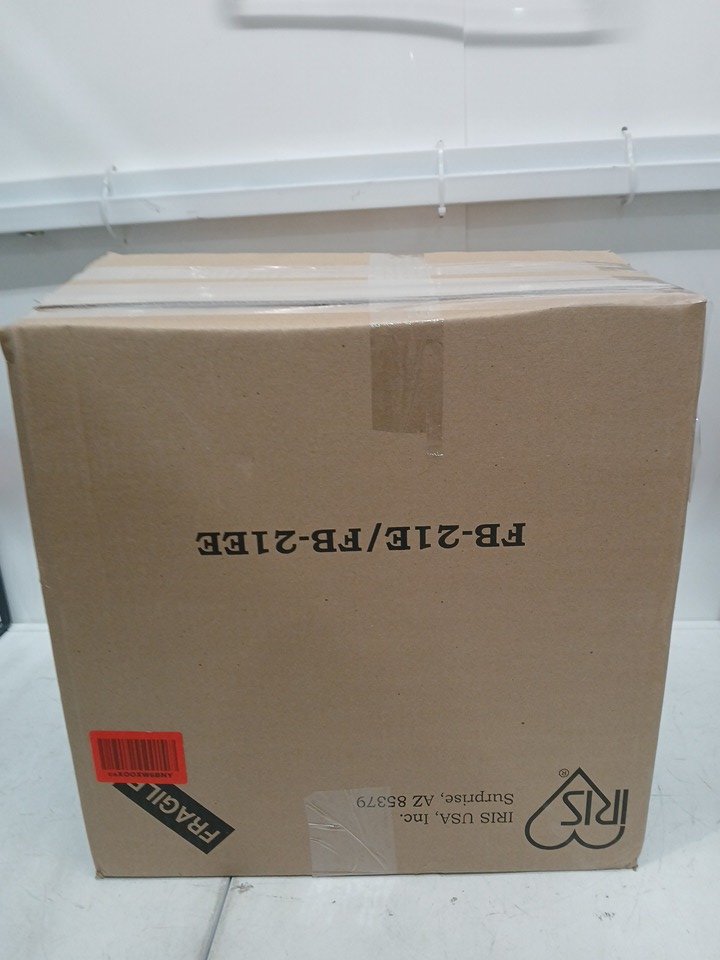 IRIS®
IRIS USA, Inc.
Surprise, AZ 85379
FRAGILE
FB-21E/FB-21EE